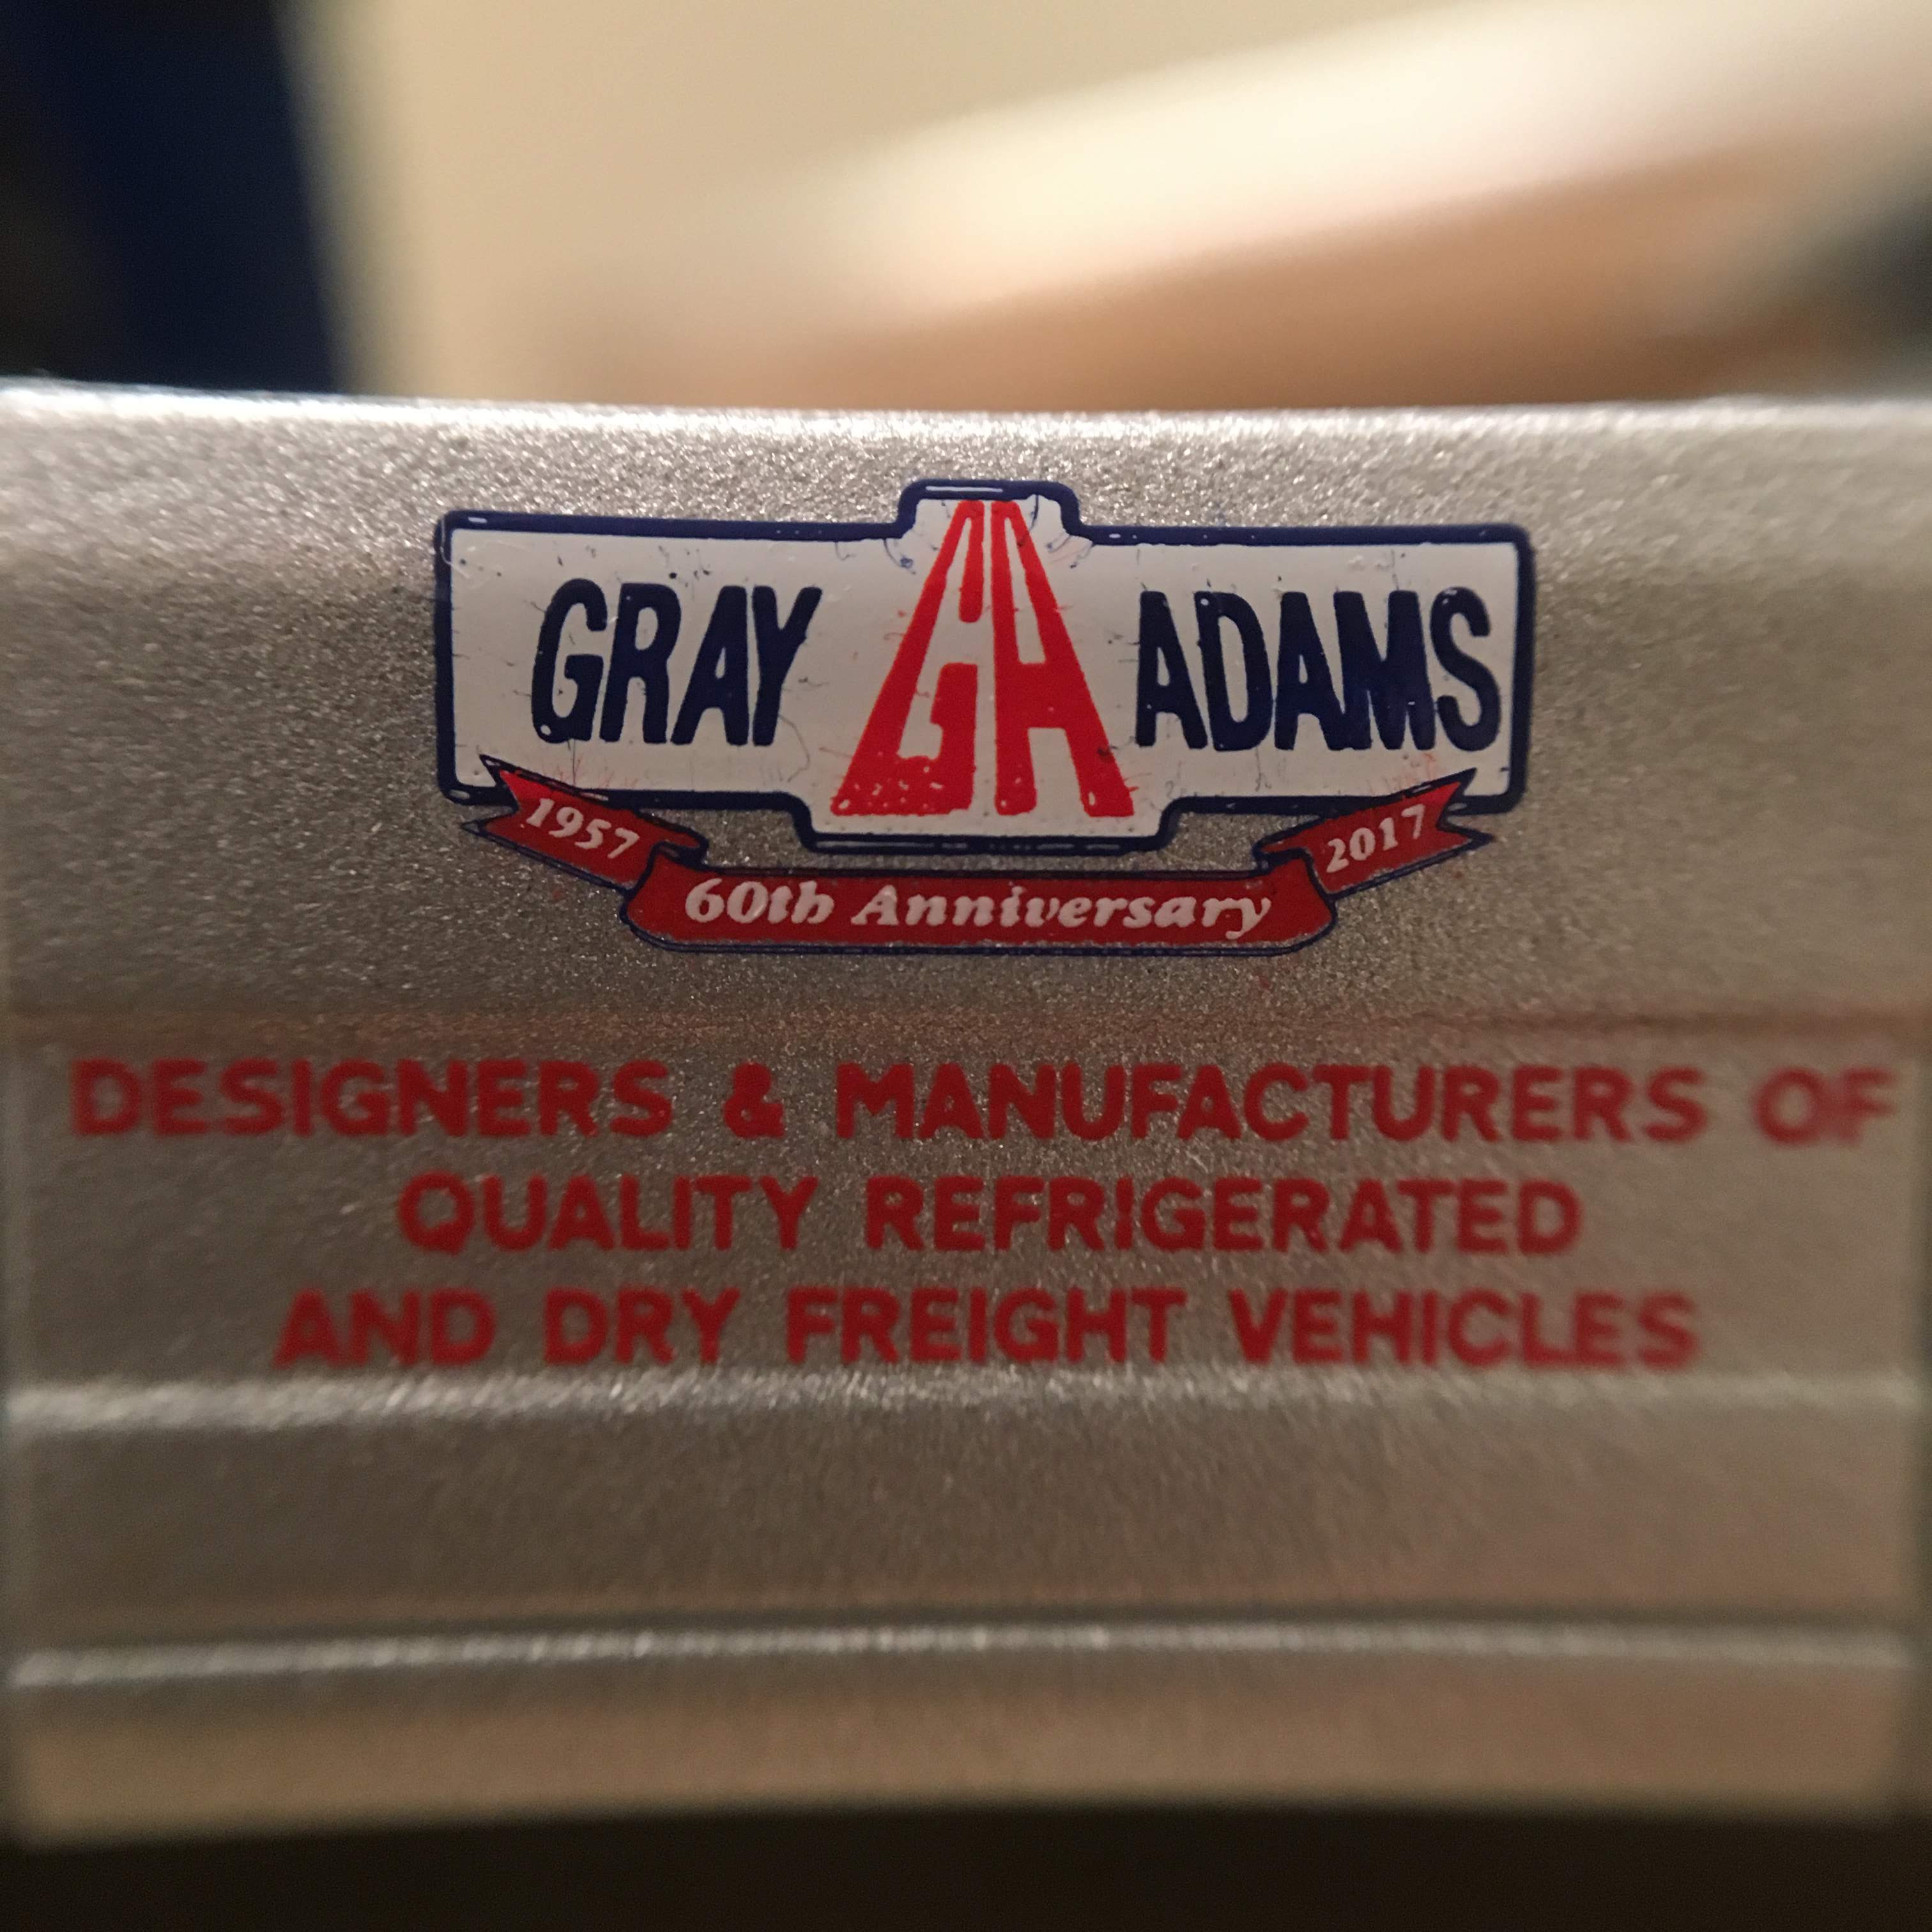 GRAY GA ADAMS
1957 2017
60th Anniversary
DESIGNERS & MANUFACTURERS OF
QUALITY REFRIGERATED
AND DRY FREIGHT VEHICLES